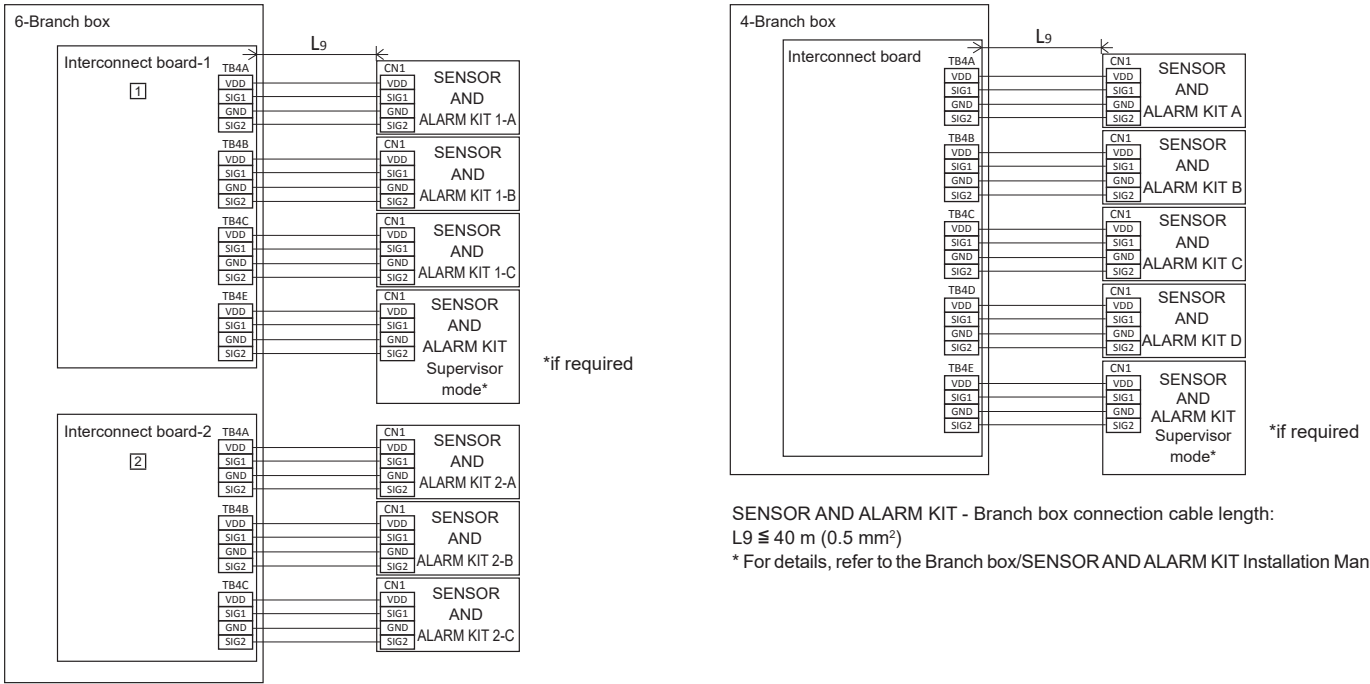 6-Branch box
L9
Interconnect board-1
1
TB4A
VDD
SIG1
GND
SIG2
CN1
VDD
SIG1
GND
SIG2
SENSOR
AND
ALARM KIT 1-A
TB4B
VDD
SIG1
GND
SIG2
CN1
VDD
SIG1
GND
SIG2
SENSOR
AND
ALARM KIT 1-B
TB4C
VDD
SIG1
GND
SIG2
CN1
VDD
SIG1
GND
SIG2
SENSOR
AND
ALARM KIT 1-C
TB4E
VDD
SIG1
GND
SIG2
CN1
VDD
SIG1
GND
SIG2
SENSOR
AND
ALARM KIT
Supervisor
mode*
*if required
Interconnect board-2
2
TB4A
VDD
SIG1
GND
SIG2
CN1
VDD
SIG1
GND
SIG2
SENSOR
AND
ALARM KIT 2-A
TB4B
VDD
SIG1
GND
SIG2
CN1
VDD
SIG1
GND
SIG2
SENSOR
AND
ALARM KIT 2-B
TB4C
VDD
SIG1
GND
SIG2
CN1
VDD
SIG1
GND
SIG2
SENSOR
AND
ALARM KIT 2-C
4-Branch box
L9
Interconnect board
TB4A
VDD
SIG1
GND
SIG2
CN1
VDD
SIG1
GND
SIG2
SENSOR
AND
ALARM KIT A
TB4B
VDD
SIG1
GND
SIG2
CN1
VDD
SIG1
GND
SIG2
SENSOR
AND
ALARM KIT B
TB4C
VDD
SIG1
GND
SIG2
CN1
VDD
SIG1
GND
SIG2
SENSOR
AND
ALARM KIT C
TB4D
VDD
SIG1
GND
SIG2
CN1
VDD
SIG1
GND
SIG2
SENSOR
AND
ALARM KIT D
TB4E
VDD
SIG1
GND
SIG2
CN1
VDD
SIG1
GND
SIG2
SENSOR
AND
ALARM KIT
Supervisor
mode*
*if required
SENSOR AND ALARM KIT - Branch box connection cable length:
L9 ≦ 40 m (0.5 mm²)
* For details, refer to the Branch box/SENSOR AND ALARM KIT Installation Man